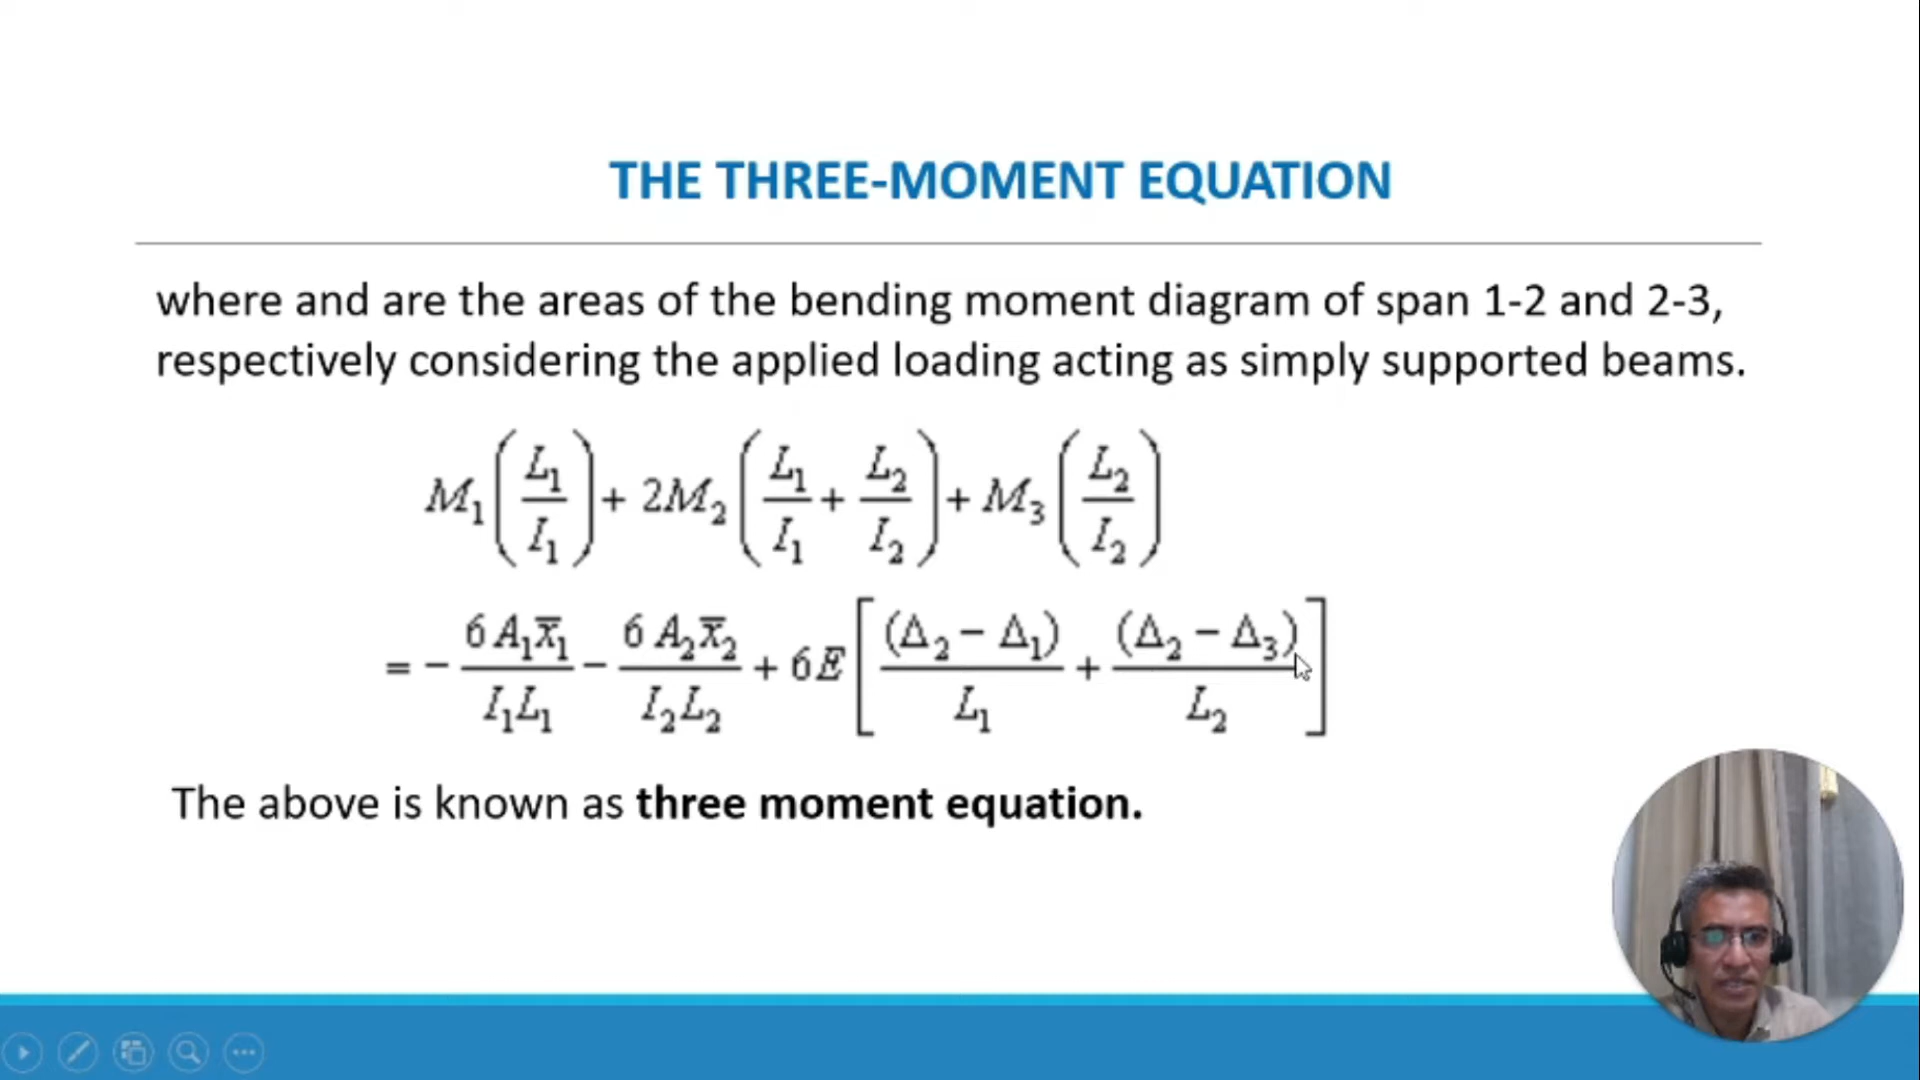 THE THREE-MOMENT EQUATION
where and are the areas of the bending moment diagram of span 1-2 and 2-3,
respectively considering the applied loading acting as simply supported beams.
M₁(L₁/I₁) + 2M₂(L₁/I₁ + L₂/I₂) + M₃(L₂/I₂)
= − 6A₁x̅₁/I₁L₁ − 6A₂x̅₂/I₂L₂ + 6E[(Δ₂ − Δ₁)/L₁ + (Δ₂ − Δ₃)/L₂]
The above is known as three moment equation.